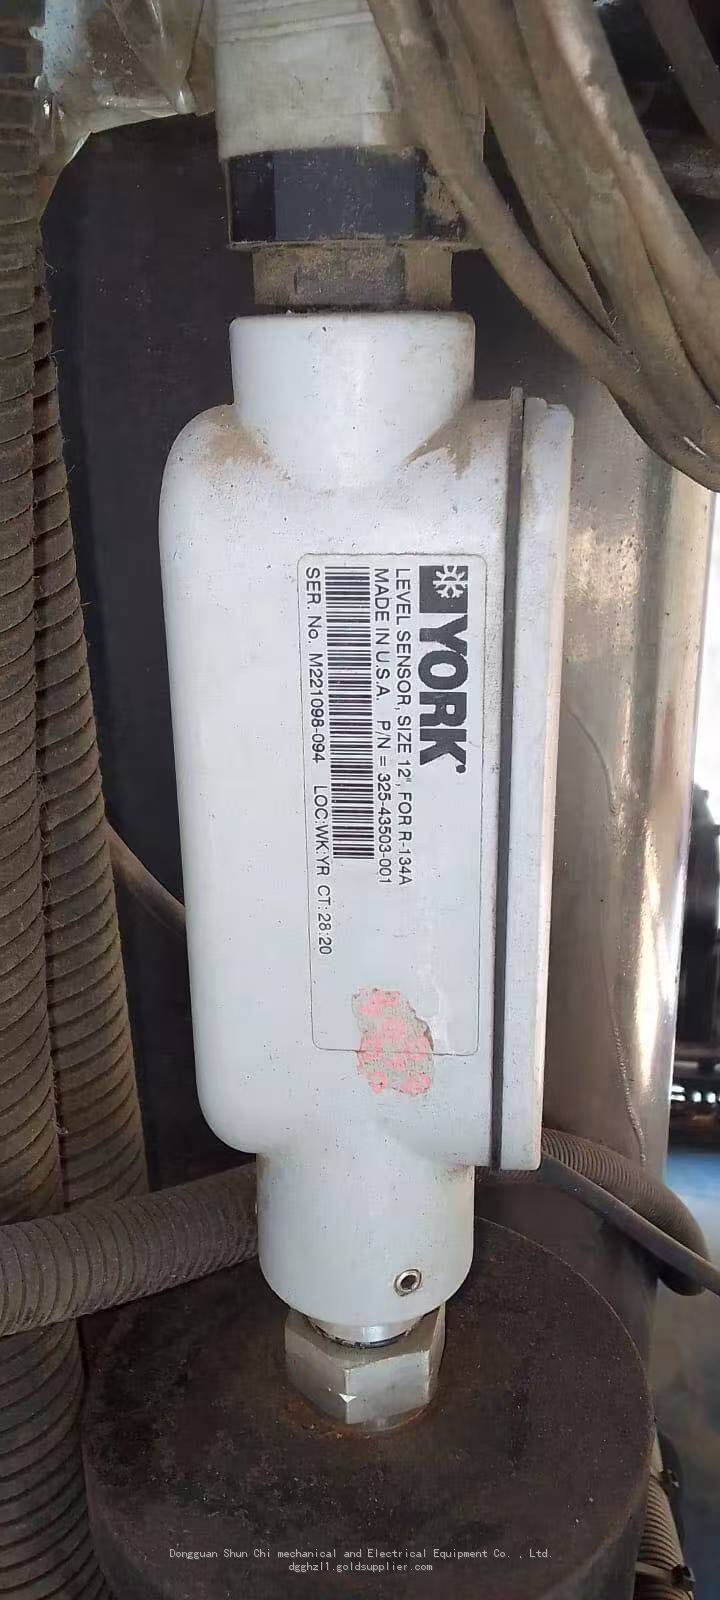 YORK
LEVEL SENSOR, SIZE 12", FOR R-134A
MADE IN U.S.A. P/N = 325-43503-001
SER. No. M221098-094 LOC:WK:YR CT:28:20
Dongguan Shun Chi mechanical and Electrical Equipment Co. , Ltd.
dgghzl1.goldsupplier.com